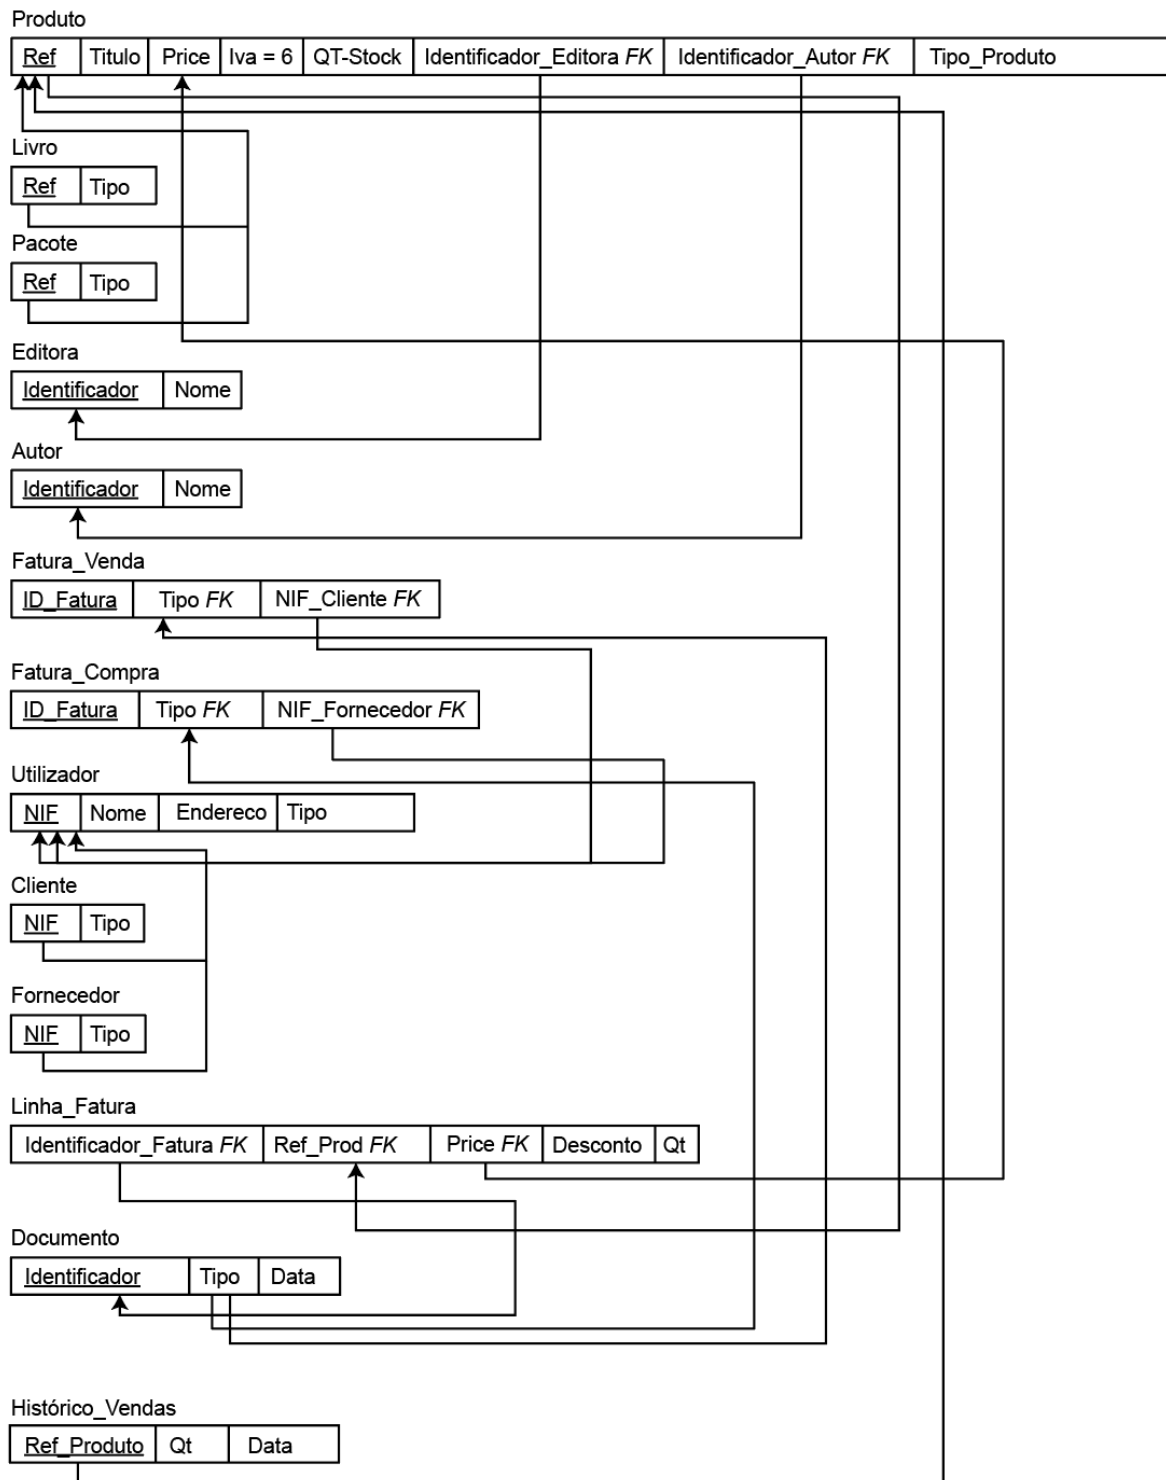 Produto
Ref Titulo Price Iva = 6 QT-Stock Identificador_Editora FK Identificador_Autor FK Tipo_Produto
Livro
Ref Tipo
Pacote
Ref Tipo
Editora
Identificador Nome
Autor
Identificador Nome
Fatura_Venda
ID_Fatura Tipo FK NIF_Cliente FK
Fatura_Compra
ID_Fatura Tipo FK NIF_Fornecedor FK
Utilizador
NIF Nome Endereco Tipo
Cliente
NIF Tipo
Fornecedor
NIF Tipo
Linha_Fatura
Identificador_Fatura FK Ref_Prod FK Price FK Desconto Qt
Documento
Identificador Tipo Data
Histórico_Vendas
Ref_Produto Qt Data